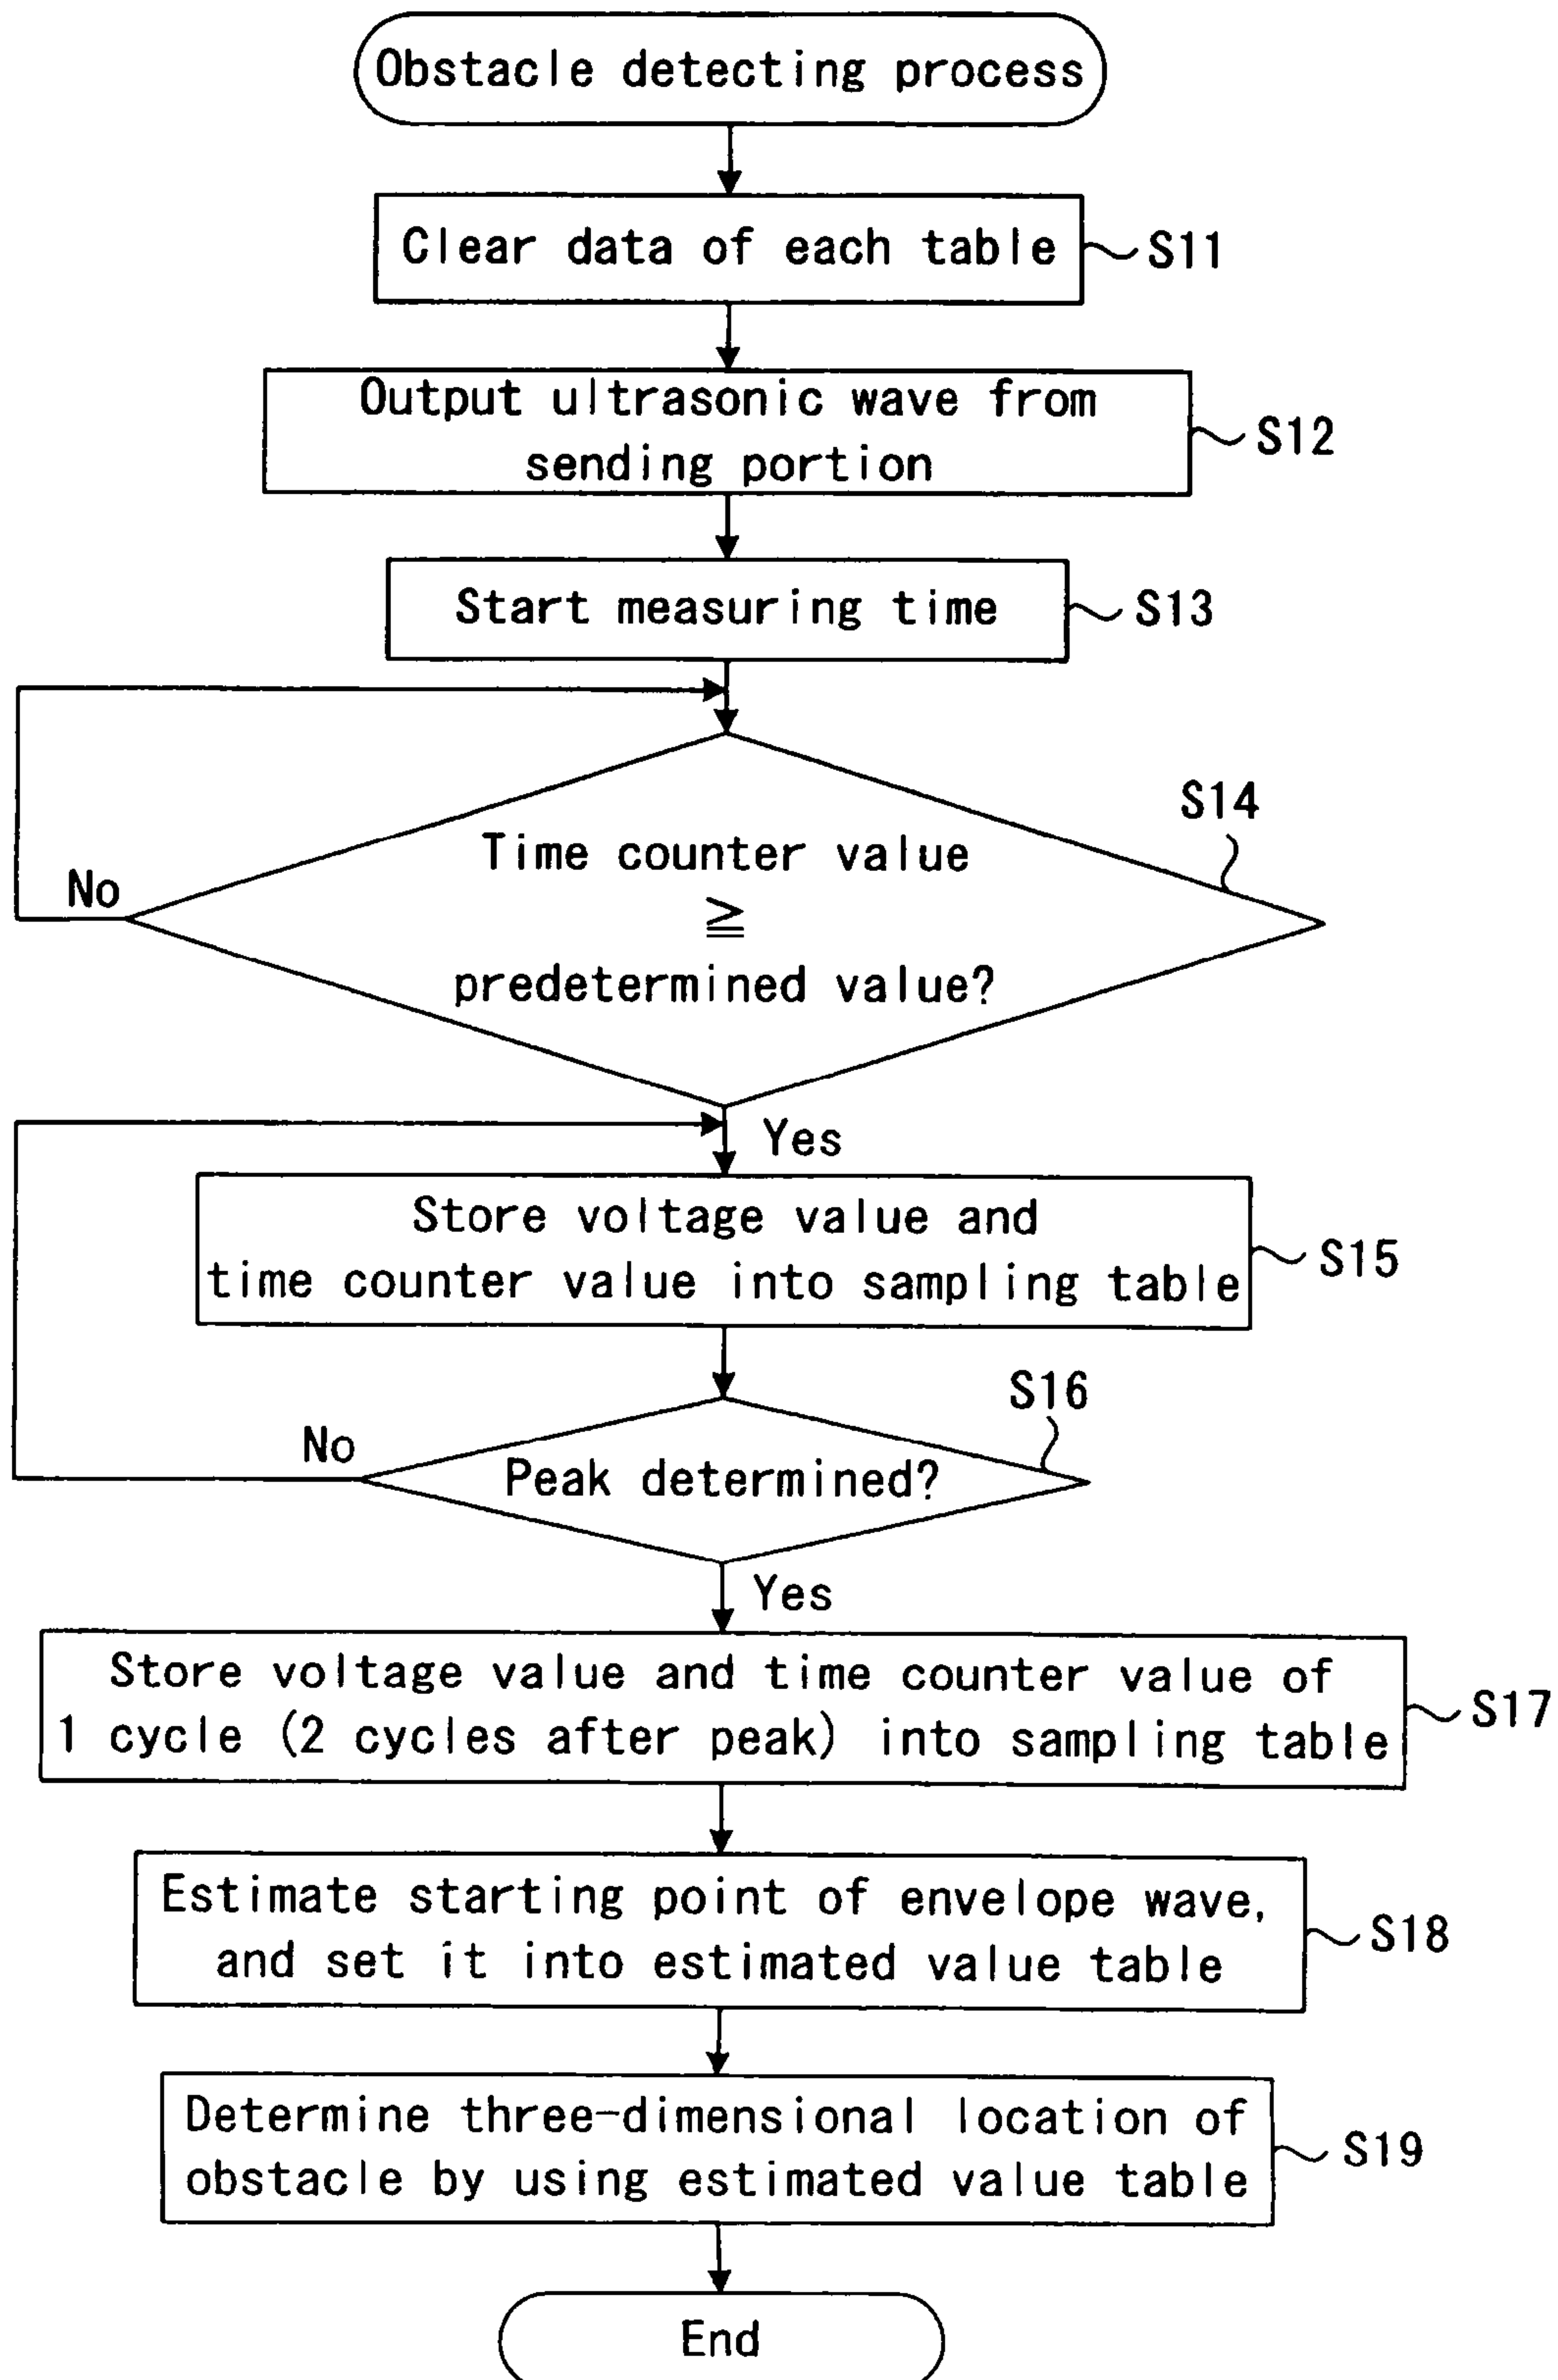 Obstacle detecting process
Clear data of each table
S11
Output ultrasonic wave from
sending portion
S12
Start measuring time
S13
S14
Time counter value
≧
predetermined value?
No
Yes
Store voltage value and
time counter value into sampling table
S15
S16
Peak determined?
No
Yes
Store voltage value and time counter value of
1 cycle (2 cycles after peak) into sampling table
S17
Estimate starting point of envelope wave,
and set it into estimated value table
S18
Determine three-dimensional location of
obstacle by using estimated value table
S19
End